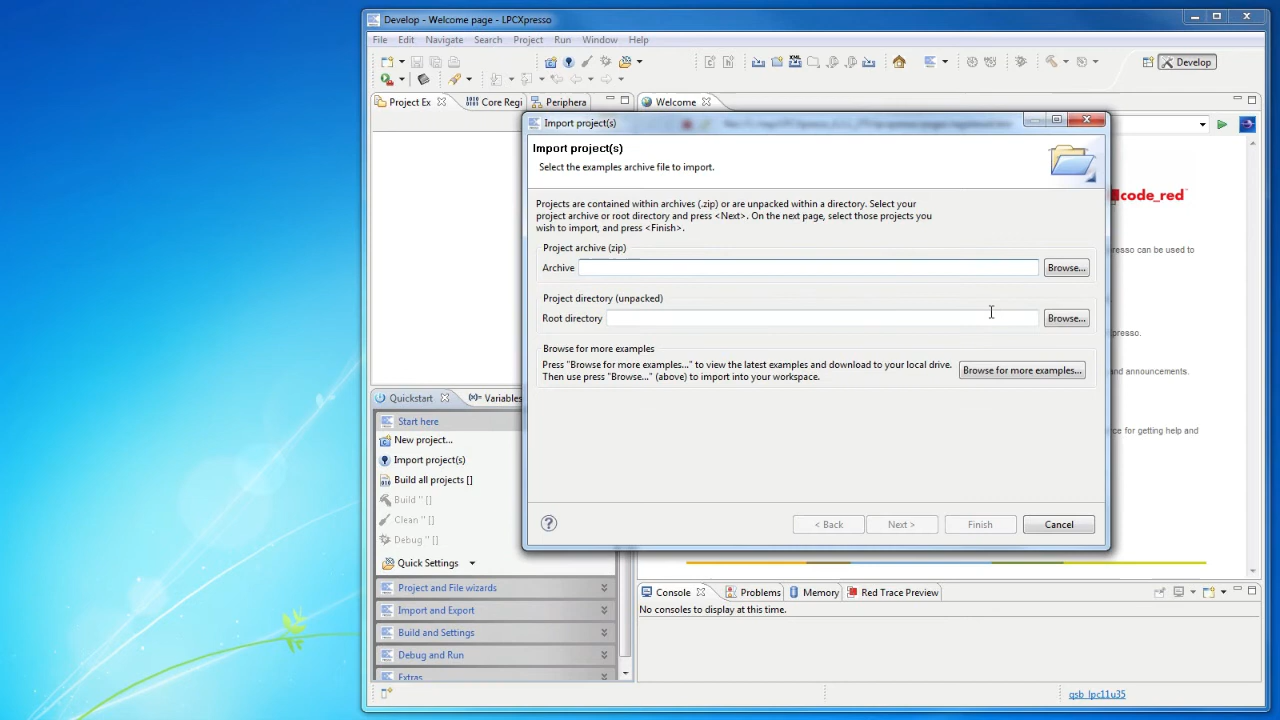 Develop - Welcome page - LPCXpresso
File Edit Navigate Search Project Run Window Help
Develop
Project Ex Core Regi Periphera Welcome
Import project(s)
Import project(s)
Select the examples archive file to import.
code_red
Projects are contained within archives (.zip) or are unpacked within a directory. Select your
project archive or root directory and press <Next>. On the next page, select those projects you
wish to import, and press <Finish>.
Project archive (zip)
Archive Browse...
presso can be used to
Project directory (unpacked)
Root directory Browse...
presso.
Browse for more examples
Press "Browse for more examples..." to view the latest examples and download to your local drive.
Then use press "Browse..." (above) to import into your workspace.
Browse for more examples...
and announcements.
Quickstart Variables
Start here
New project...
Import project(s)
Build all projects []
Build '' []
Clean '' []
Debug '' []
Quick Settings
Project and File wizards
Import and Export
Build and Settings
Debug and Run
Extras
ce for getting help and
< Back Next > Finish Cancel
Console Problems Memory Red Trace Preview
No consoles to display at this time.
qsb_lpc11u35